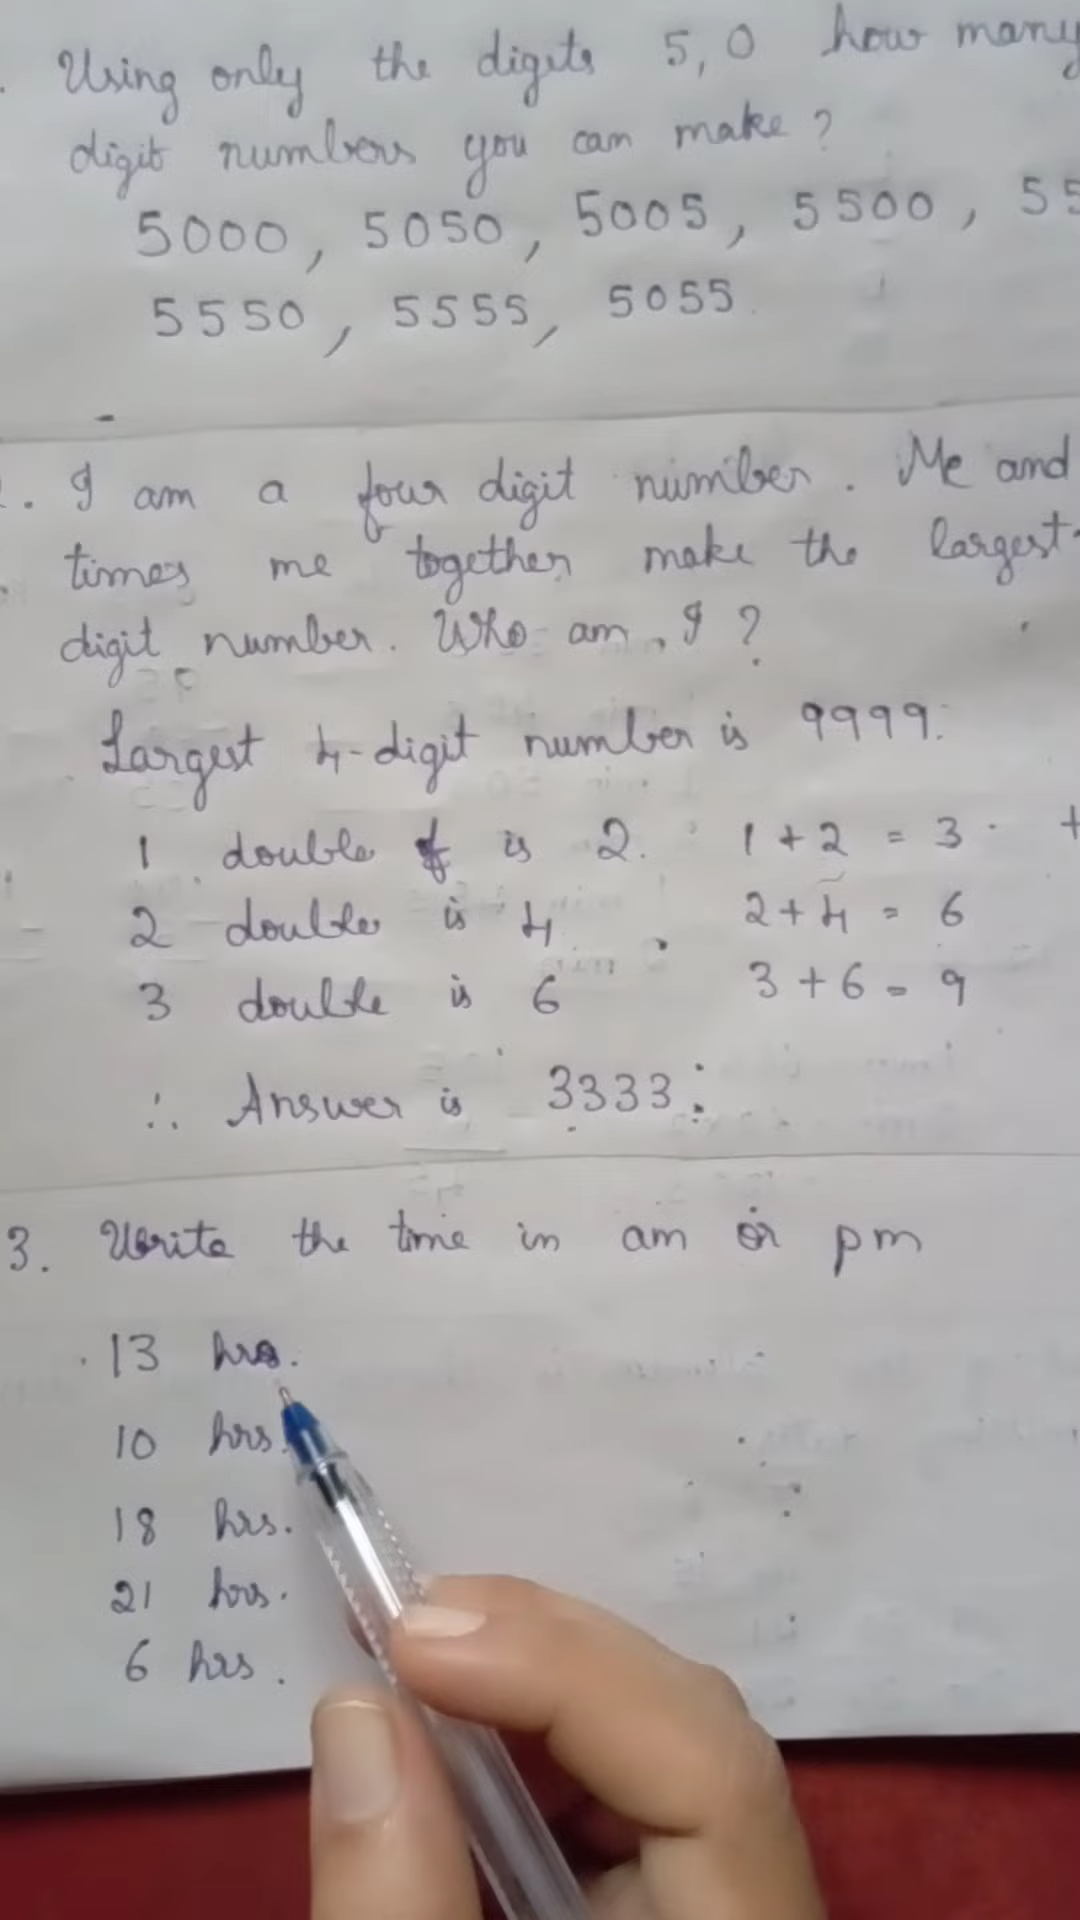 . Using only the digits 5,0 how many
digit numbers you can make?
5000, 5050, 5005, 5500, 55
5550, 5555, 5055
. I am a four digit number. Me and
times me together make the largest
digit number. Who am I?
Largest 4-digit number is 9999.
1 double is 2. 1+2 = 3. +
2 double is 4. 2+4 = 6
3 double is 6 3+6 = 9
∴ Answer is 3333.
3. Write the time in am or pm
13 hrs.
10 hrs.
18 hrs.
21 hrs.
6 hrs.